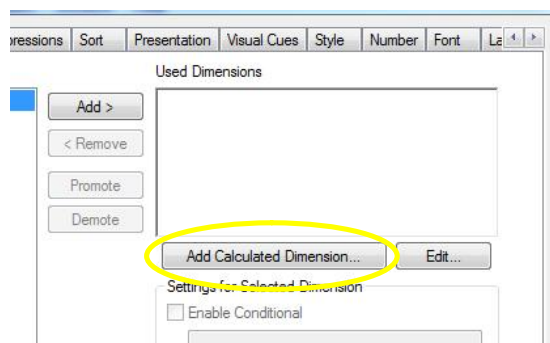 pressions Sort Presentation Visual Cues Style Number Font La
Used Dimensions
Add >
< Remove
Promote
Demote
Add Calculated Dimension... Edit...
Settings for Selected Dimension
Enable Conditional